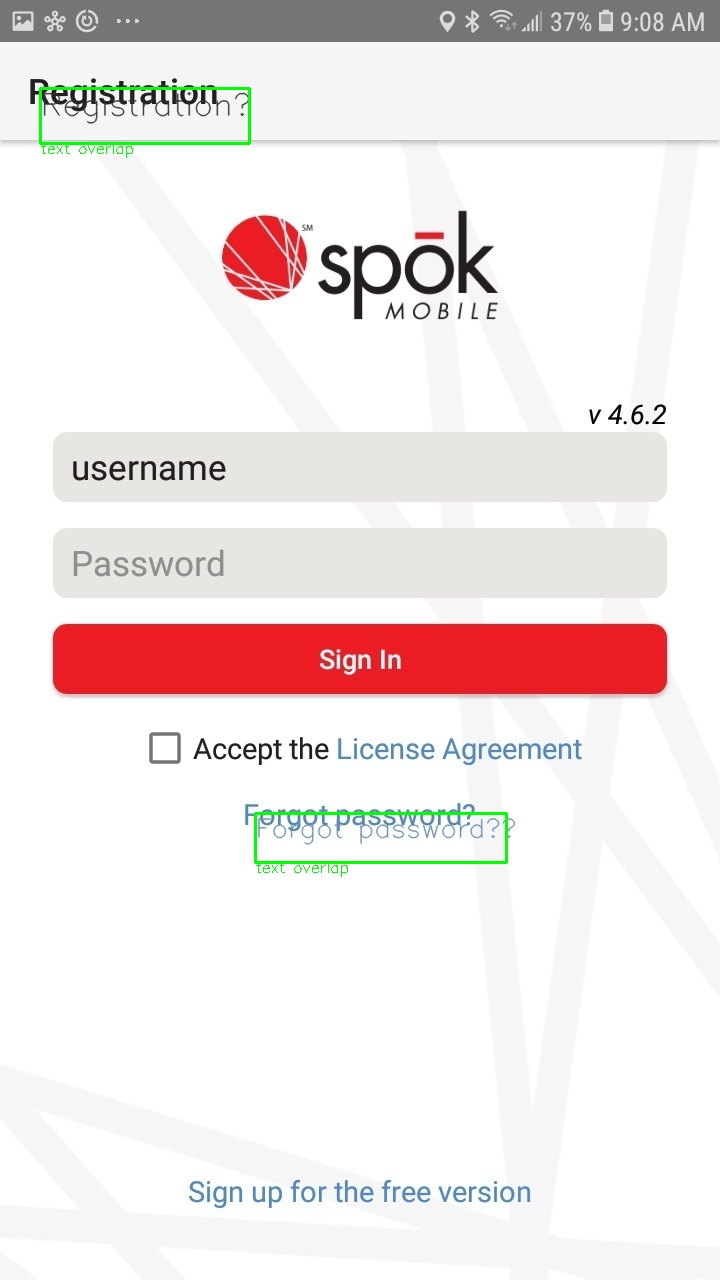 37% 9:08 AM
Registration
Registration?
text overlap
SM
spōk
MOBILE
v 4.6.2
username
Password
Sign In
Accept the License Agreement
Forgot password?
Forgot password??
text overlap
Sign up for the free version